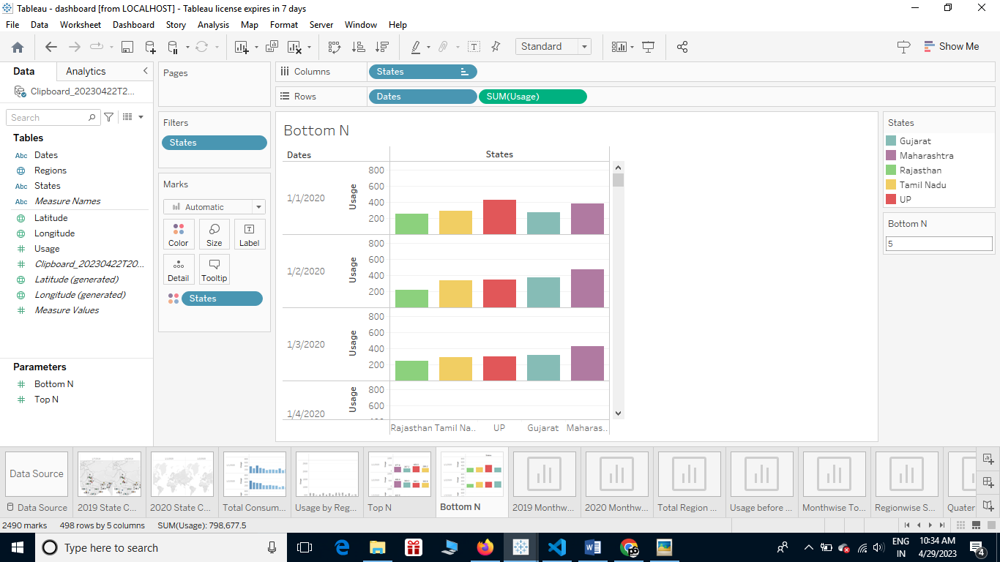 Tableau - dashboard [from LOCALHOST] - Tableau license expires in 7 days
File Data Worksheet Dashboard Story Analysis Map Format Server Window Help
Standard
Show Me
Data Analytics
Clipboard_20230422T2...
Search
Tables
Abc Dates
Regions
Abc States
Abc Measure Names
Latitude
Longitude
# Usage
# Clipboard_20230422T20...
Latitude (generated)
Longitude (generated)
# Measure Values
Parameters
# Bottom N
# Top N
Pages
Filters
States
Marks
Automatic
Color Size Label
Detail Tooltip
States
Columns States
Rows Dates SUM(Usage)
Bottom N
Dates States
1/1/2020 Usage 800 600 400 200
1/2/2020 Usage 800 600 400 200
1/3/2020 Usage 800 600 400 200
1/4/2020 Usage 800 600
Rajasthan Tamil Na.. UP Gujarat Maharas..
States
Gujarat
Maharashtra
Rajasthan
Tamil Nadu
UP
Bottom N
5
Data Source
Data Source 2019 State C... 2020 State C... Total Consum... Usage by Reg... Top N Bottom N 2019 Monthw... 2020 Monthw... Total Region ... Usage before ... Monthwise To... Regionwise S... Quater
2490 marks 498 rows by 5 columns SUM(Usage): 798,677.5
Type here to search
ENG
IN
10:34 AM
4/29/2023
4